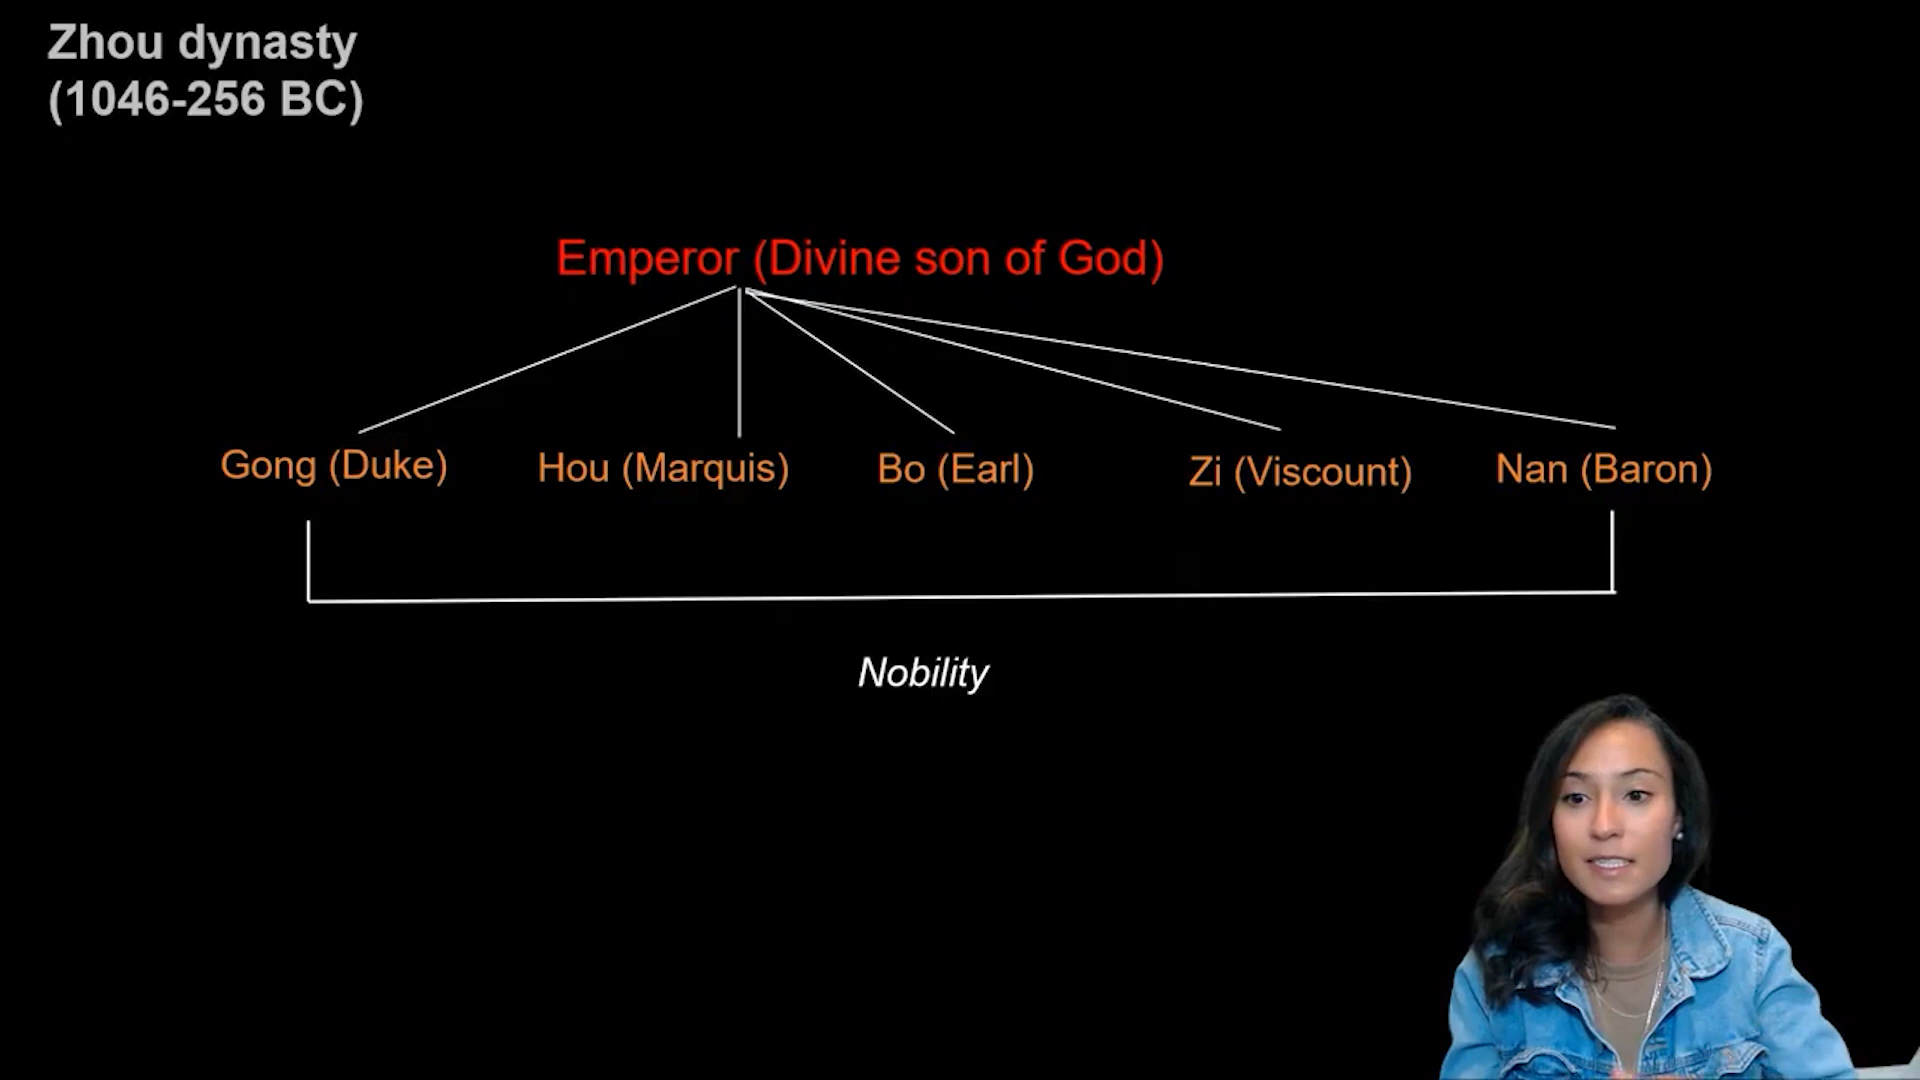 Zhou dynasty
(1046-256 BC)
Emperor (Divine son of God)
Gong (Duke) Hou (Marquis) Bo (Earl) Zi (Viscount) Nan (Baron)
Nobility